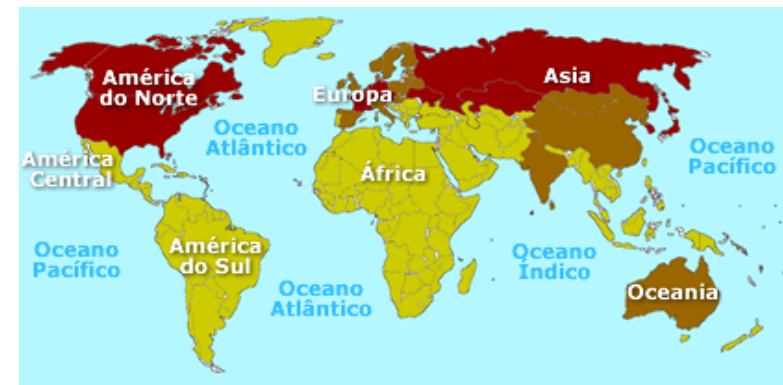 América
do Norte
Europa
Asia
Oceano
Atlântico
Oceano
Pacífico
América
Central
África
Oceano
Pacífico
América
do Sul
Oceano
Índico
Oceano
Atlântico
Oceania